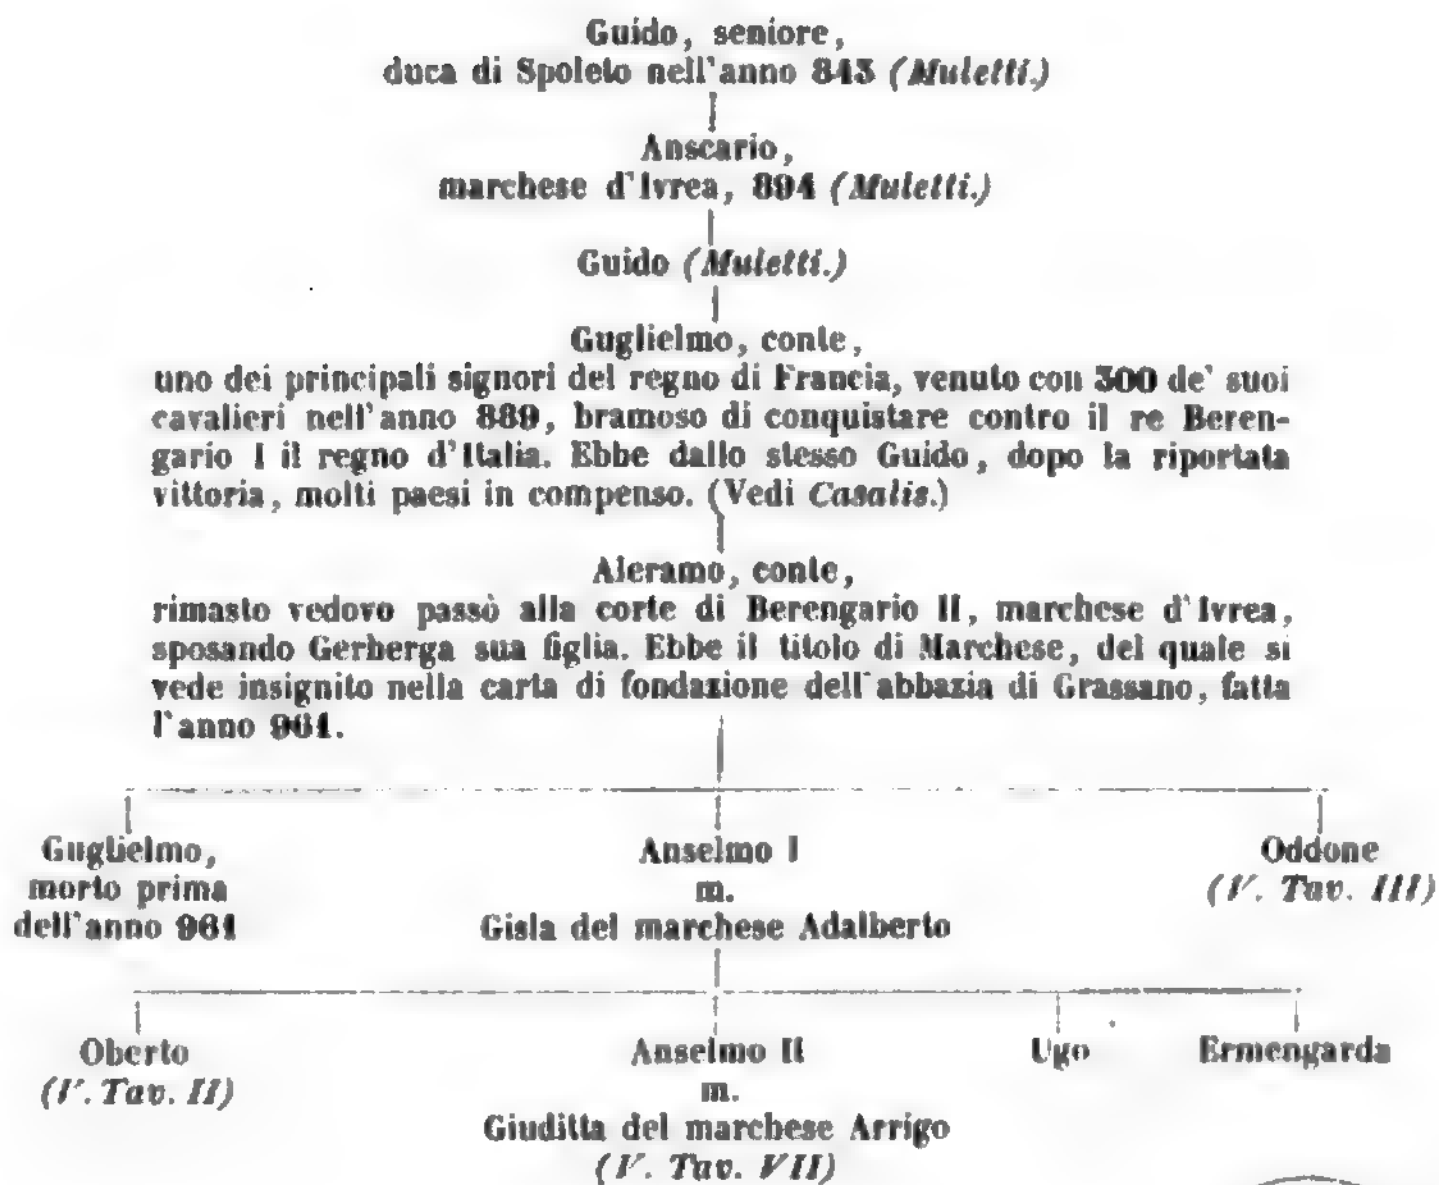 Guido, seniore,
duca di Spoleto nell'anno 843 (Muletti.)
Anscario,
marchese d'Ivrea, 894 (Muletti.)
Guido (Muletti.)
Guglielmo, conte,
uno dei principali signori del regno di Francia, venuto con 300 de' suoi
cavalieri nell'anno 889, bramoso di conquistare contro il re Beren-
gario I il regno d'Italia. Ebbe dallo stesso Guido, dopo la riportata
vittoria, molti paesi in compenso. (Vedi Casalis.)
Aleramo, conte,
rimasto vedovo passò alla corte di Berengario II, marchese d'Ivrea,
sposando Gerberga sua figlia. Ebbe il titolo di Marchese, del quale si
vede insignito nella carta di fondazione dell'abbazia di Grassano, fatta
l'anno 961.
Guglielmo,
morto prima
dell'anno 961
Anselmo I
m.
Gisla del marchese Adalberto
Oddone
(V. Tav. III)
Oberto
(V. Tav. II)
Anselmo II
m.
Giuditta del marchese Arrigo
(V. Tav. VII)
Ugo
Ermengarda